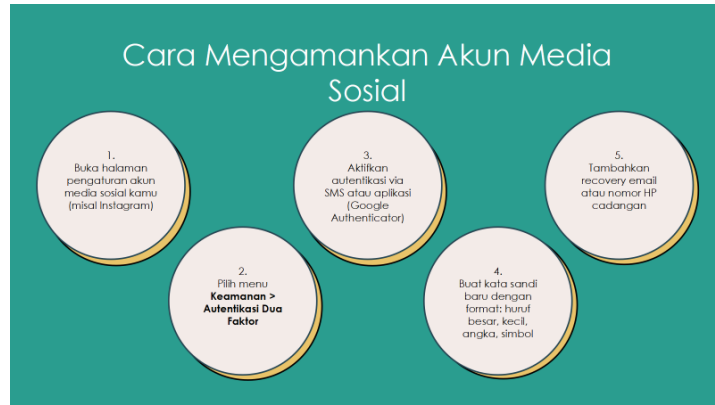 Cara Mengamankan Akun Media
Sosial
1.
Buka halaman
pengaturan akun
media sosial kamu
(misal Instagram)
2.
Pilih menu
Keamanan >
Autentikasi Dua
Faktor
3.
Aktifkan
autentikasi via
SMS atau aplikasi
(Google
Authenticator)
4.
Buat kata sandi
baru dengan
format: huruf
besar, kecil,
angka, simbol
5.
Tambahkan
recovery email
atau nomor HP
cadangan